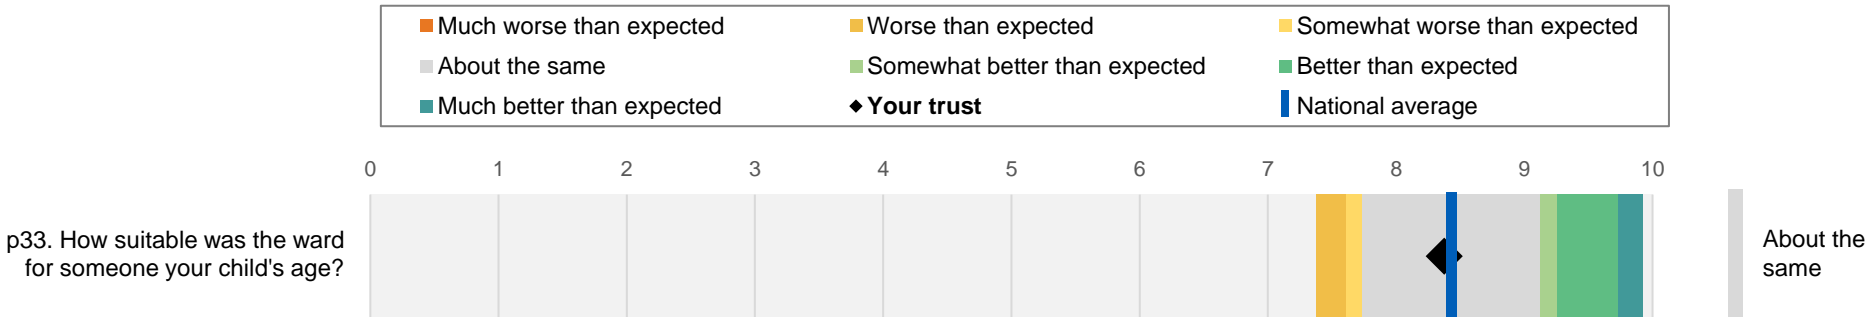 Much worse than expected
Worse than expected
Somewhat worse than expected
About the same
Somewhat better than expected
Better than expected
Much better than expected
Your trust
National average
0 1 2 3 4 5 6 7 8 9 10
p33. How suitable was the ward
for someone your child's age?
About the
same